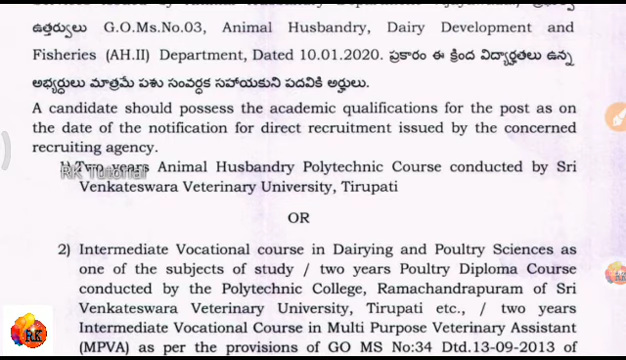 ఉత్తర్వులు G.O.Ms.No.03, Animal Husbandry, Dairy Development and
Fisheries (AH.II) Department, Dated 10.01.2020. ప్రకారం ఈ క్రింద విద్యార్హతలు ఉన్న
అభ్యర్ధులు మాత్రమే పశు సంవర్ధక సహాయకుని పదవికి అర్హులు.
A candidate should possess the academic qualifications for the post as on
the date of the notification for direct recruitment issued by the concerned
recruiting agency.
1) Two years Animal Husbandry Polytechnic Course conducted by Sri
RK Tutorial
Venkateswara Veterinary University, Tirupati
OR
2) Intermediate Vocational course in Dairying and Poultry Sciences as
one of the subjects of study / two years Poultry Diploma Course
conducted by the Polytechnic College, Ramachandrapuram of Sri
Venkateswara Veterinary University, Tirupati etc., / two years
Intermediate Vocational Course in Multi Purpose Veterinary Assistant
(MPVA) as per the provisions of GO MS No:34 Dtd.13-09-2013 of
RK